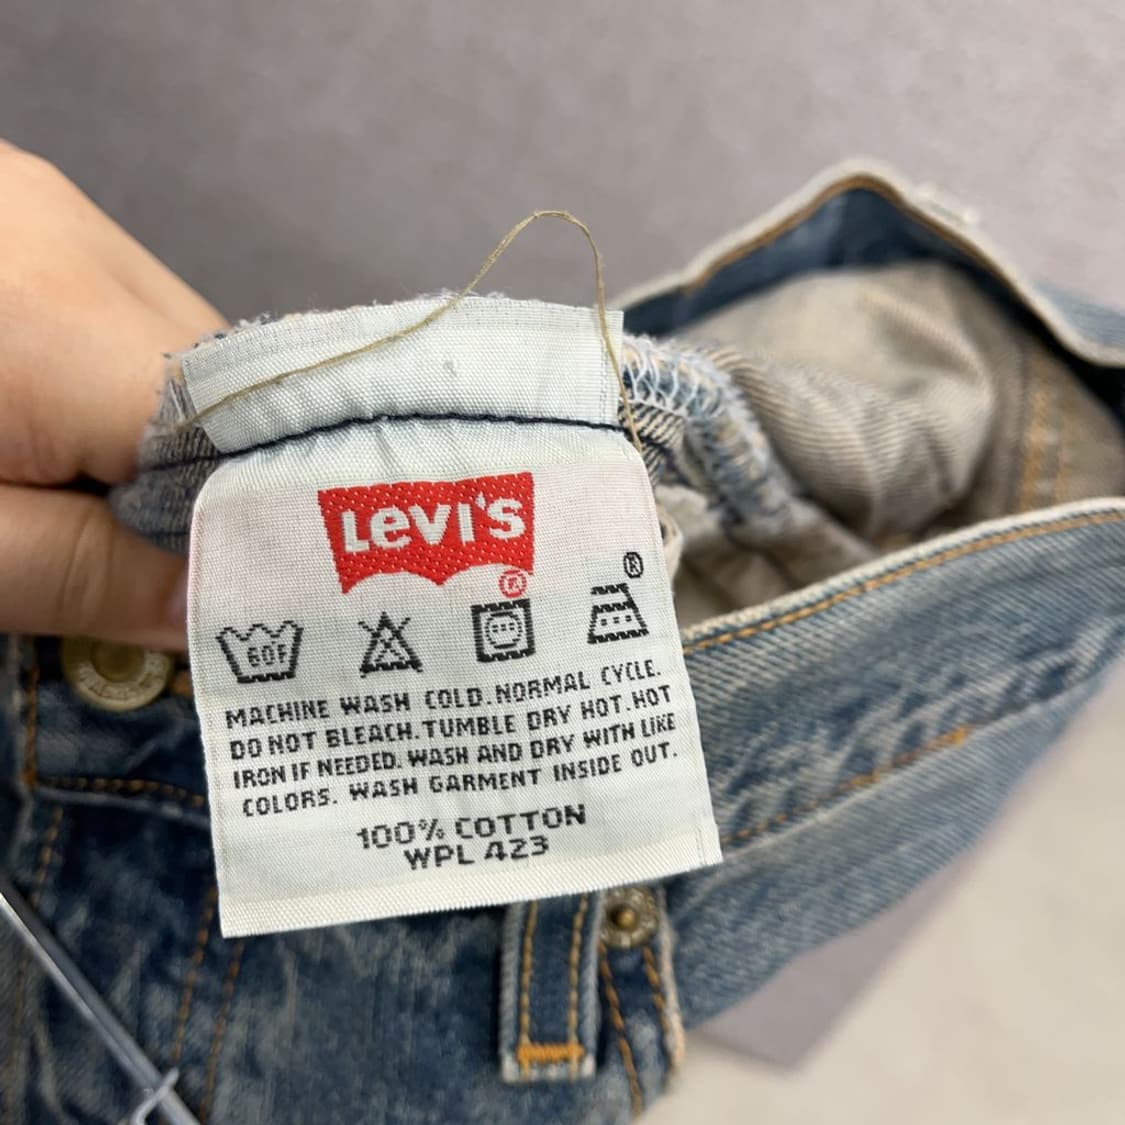 LEVI'S
®
®
60F
MACHINE WASH COLD. NORMAL CYCLE.
DO NOT BLEACH. TUMBLE DRY HOT. HOT
IRON IF NEEDED. WASH AND DRY WITH LIKE
COLORS. WASH GARMENT INSIDE OUT.
100% COTTON
WPL 423